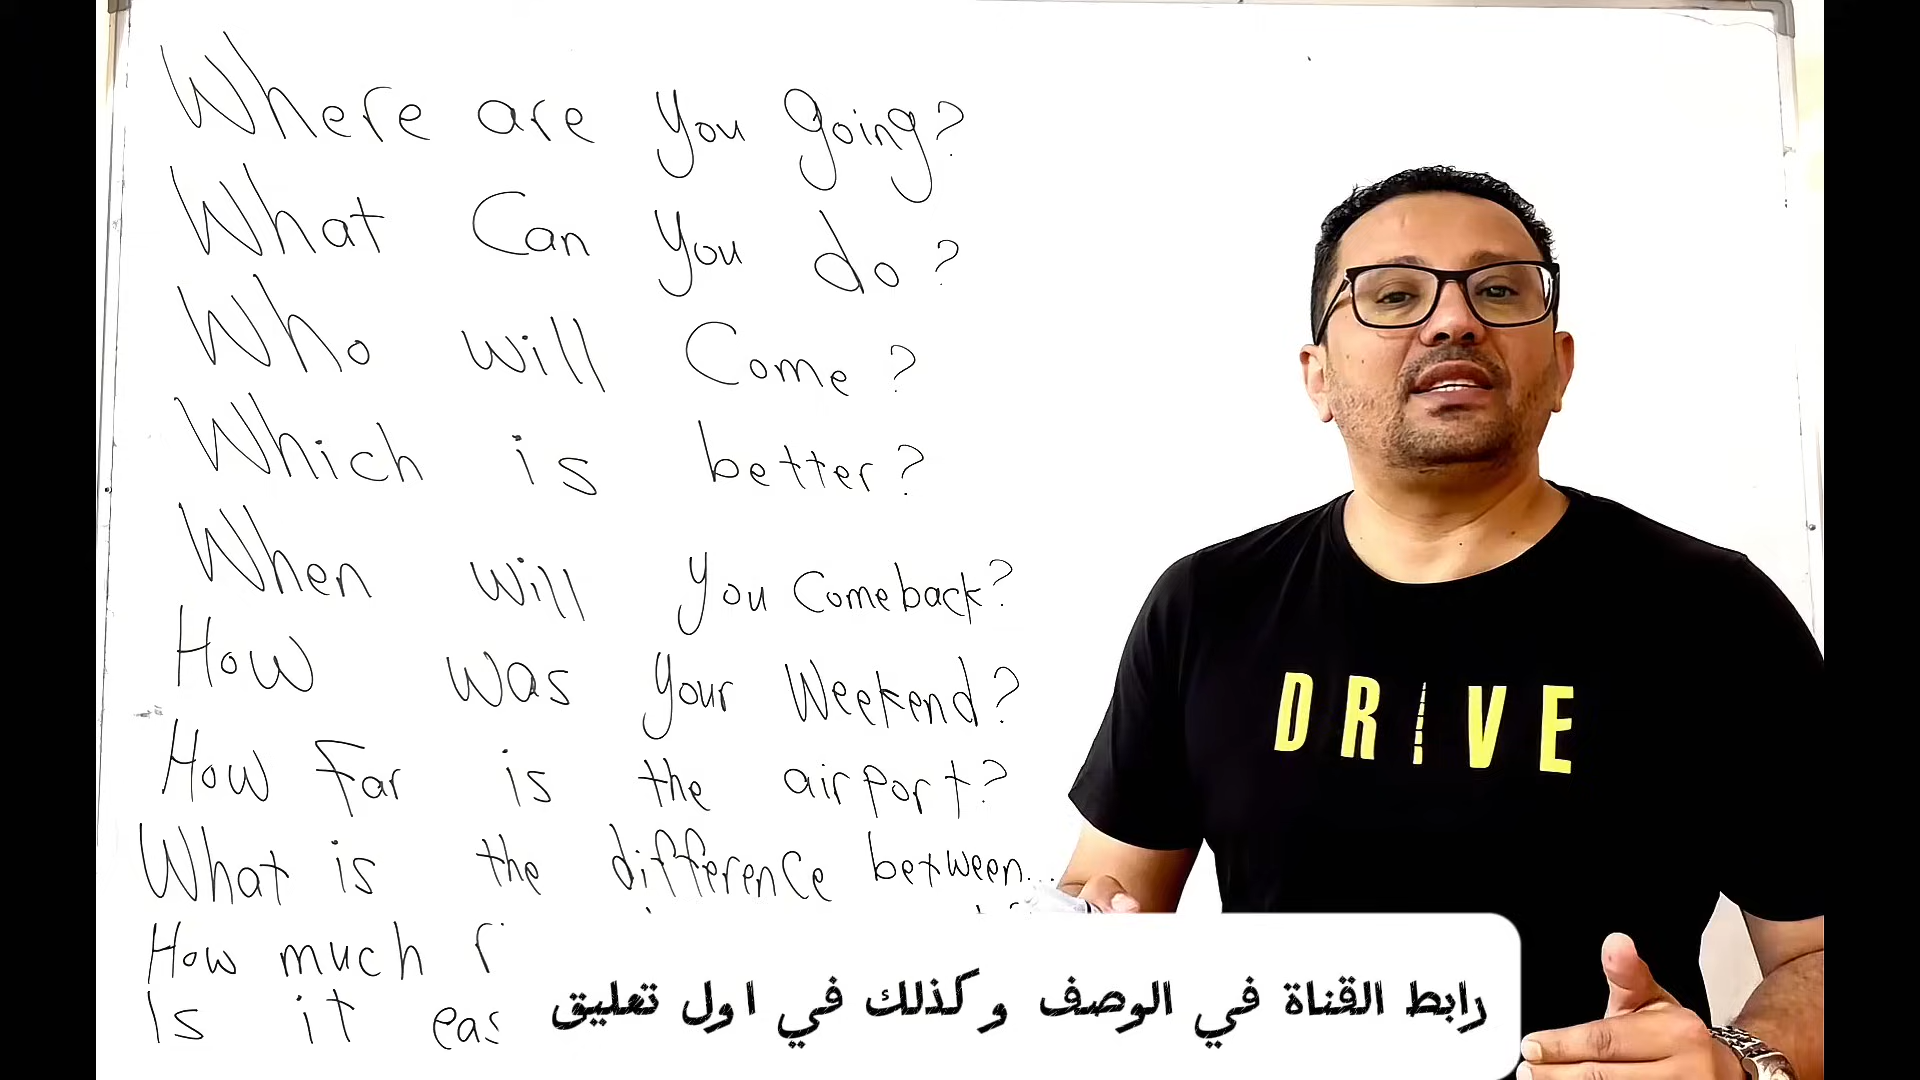 Where are you going?
What Can you do?
Who will Come?
Which is better?
When will you Come back?
How was your Weekend?
How Far is the airport?
What is the difference between...
How much
Is it
رابط القناة في الوصف وكذلك في اول تعليق
DRIVE